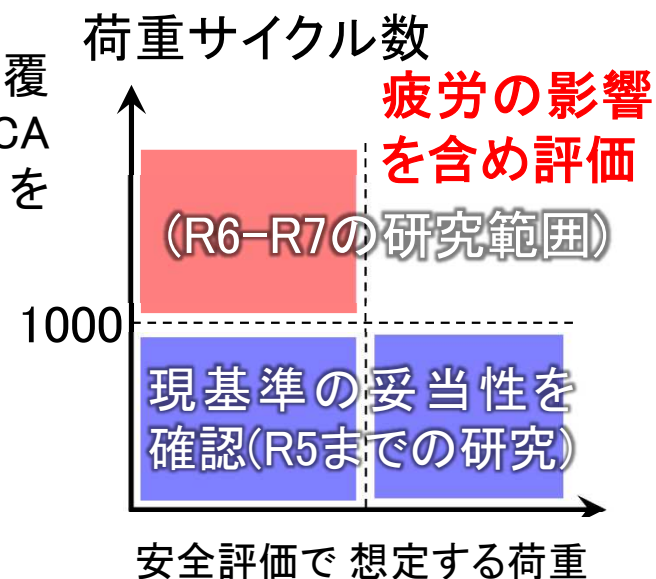 荷重サイクル数
覆
CA
を
疲労の影響
を含め評価
(R6-R7の研究範囲)
1000
現基準の妥当性を
確認(R5までの研究)
安全評価で 想定する荷重